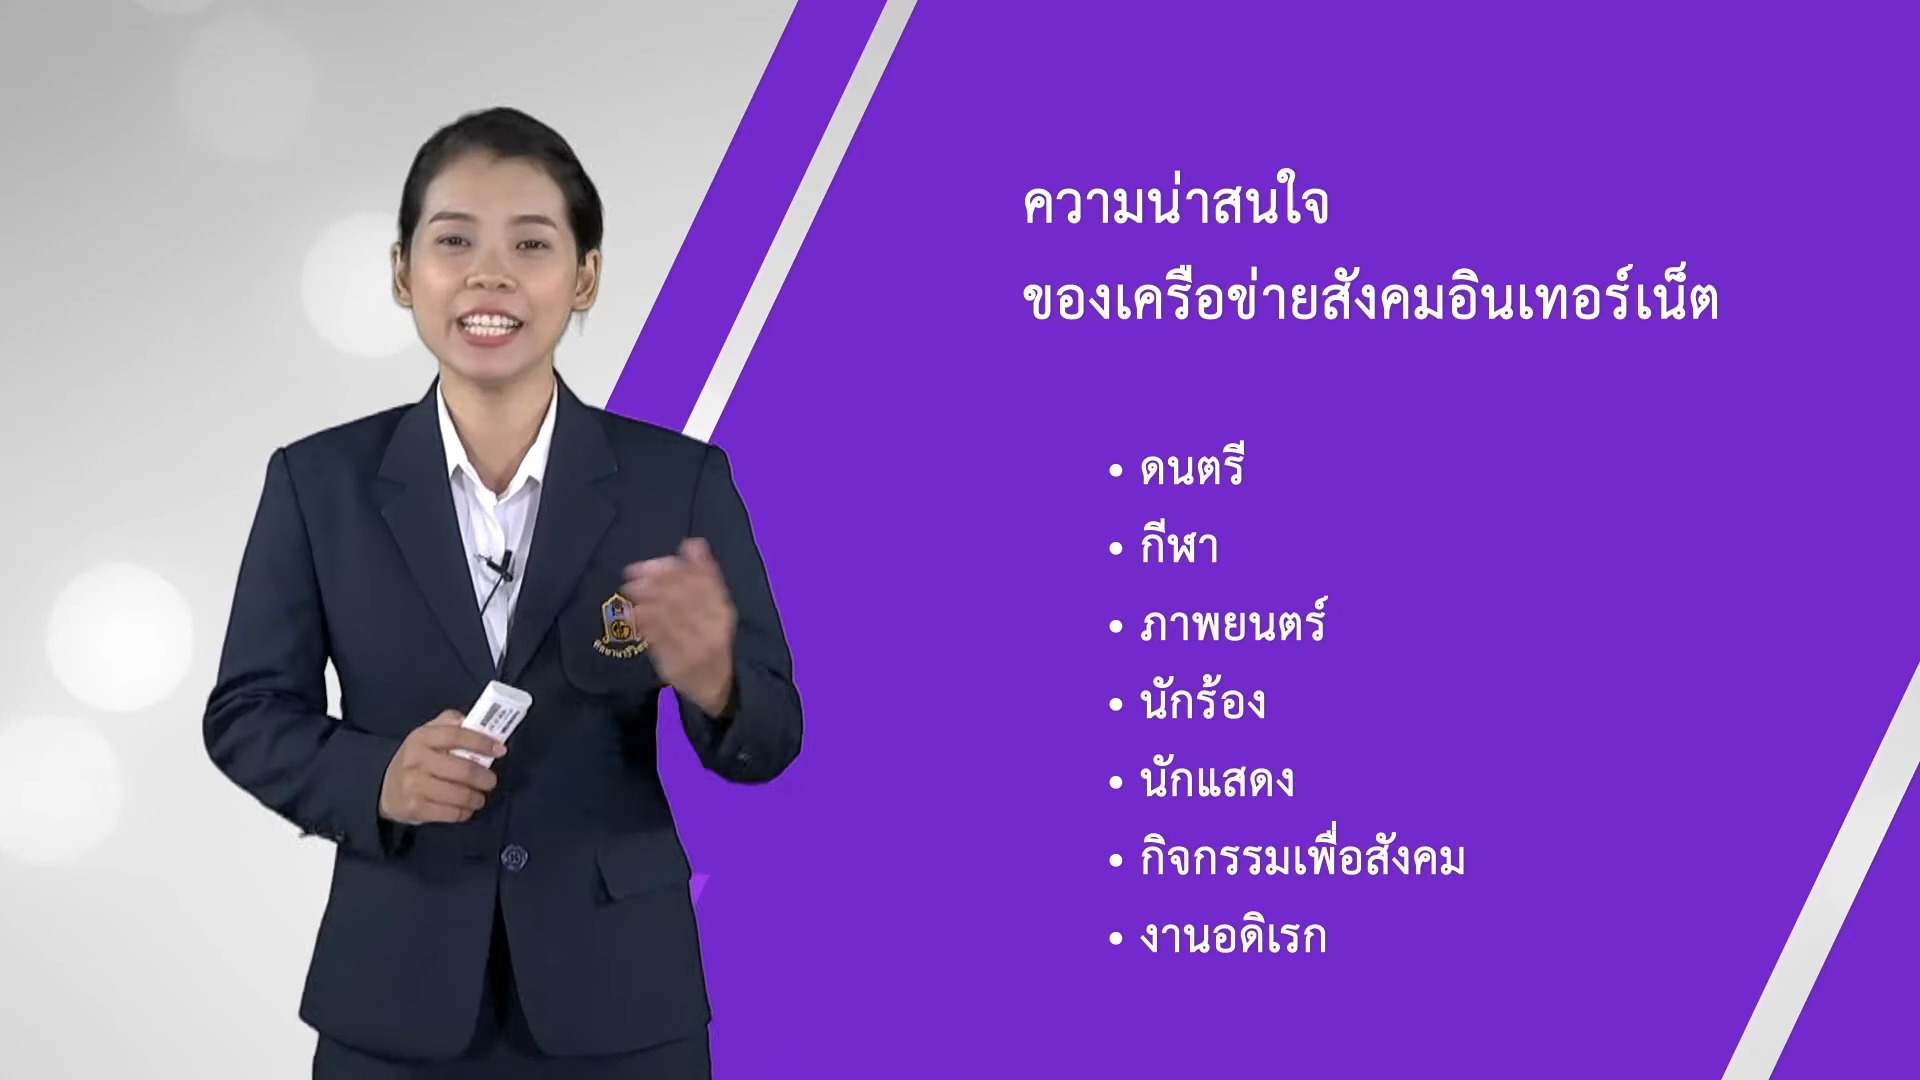 ความน่าสนใจ
ของเครือข่ายสังคมอินเทอร์เน็ต
• ดนตรี
• กีฬา
• ภาพยนตร์
• นักร้อง
• นักแสดง
• กิจกรรมเพื่อสังคม
• งานอดิเรก